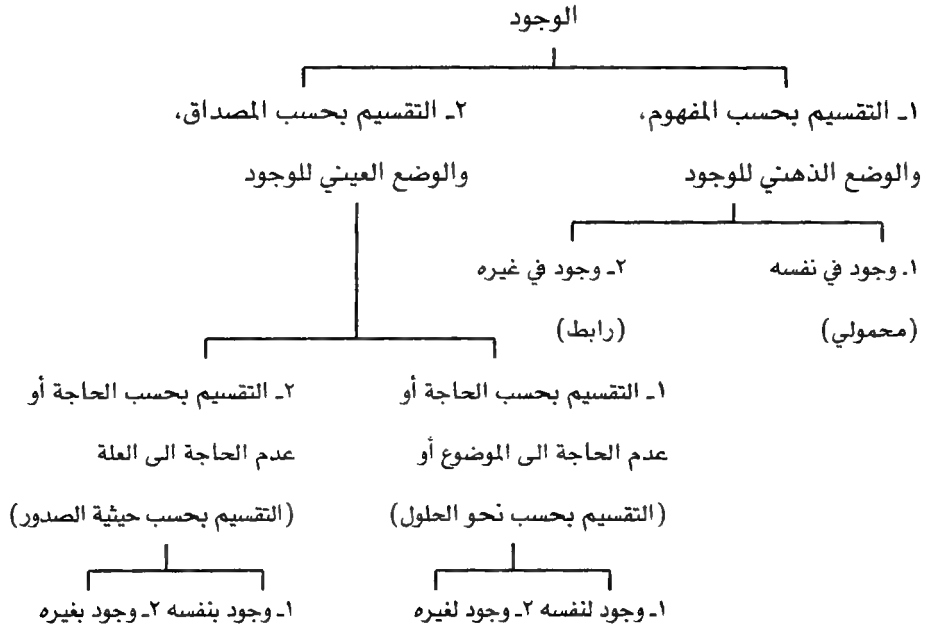 الوجود
١ـ التقسيم بحسب المفهوم،
والوضع الذهني للوجود
٢ـ التقسيم بحسب المصداق،
والوضع العيني للوجود
١ـ وجود في نفسه
(محمولي)
٢ـ وجود في غيره
(رابط)
١ـ التقسيم بحسب الحاجة أو
عدم الحاجة الى الموضوع أو
(التقسيم بحسب نحو الحلول)
٢ـ التقسيم بحسب الحاجة أو
عدم الحاجة الى العلة
(التقسيم بحسب حيثية الصدور)
١ـ وجود لنفسه ٢ـ وجود لغيره
١ـ وجود بنفسه ٢ـ وجود بغيره